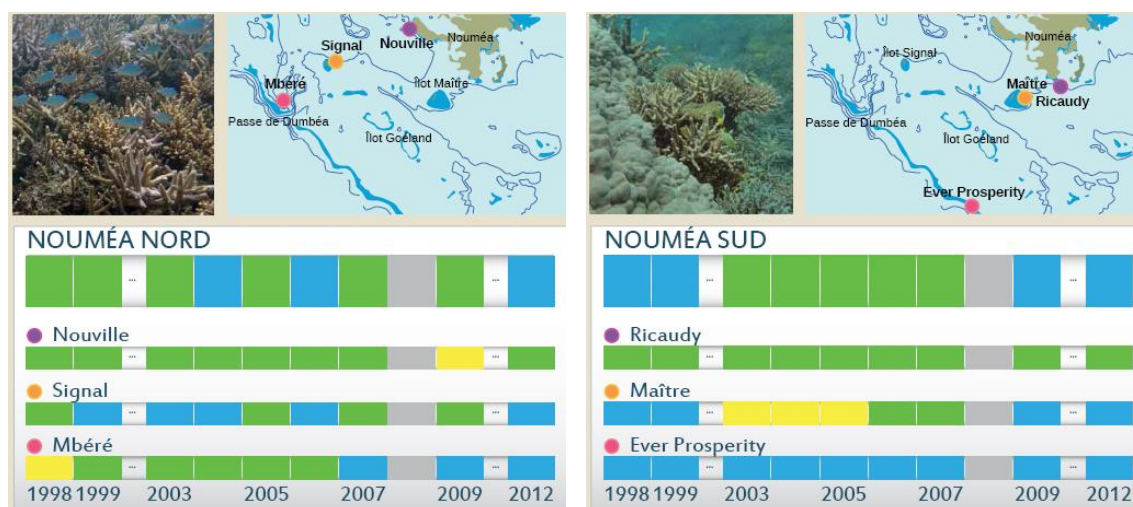 Signal
Nouville
Nouméa
Mbéré
Îlot Maître
Passe de Dumbéa
Îlot Goéland
NOUMÉA NORD
...
...
Nouville
...
...
Signal
...
...
Mbéré
...
...
1998 1999 2003 2005 2007 2009 2012
Nouméa
Îlot Signal
Maître
Ricaudy
Passe de Dumbéa
Îlot Goéland
Ever Prosperity
NOUMÉA SUD
...
...
Ricaudy
...
...
Maître
...
...
Ever Prosperity
...
...
1998 1999 2003 2005 2007 2009 2012